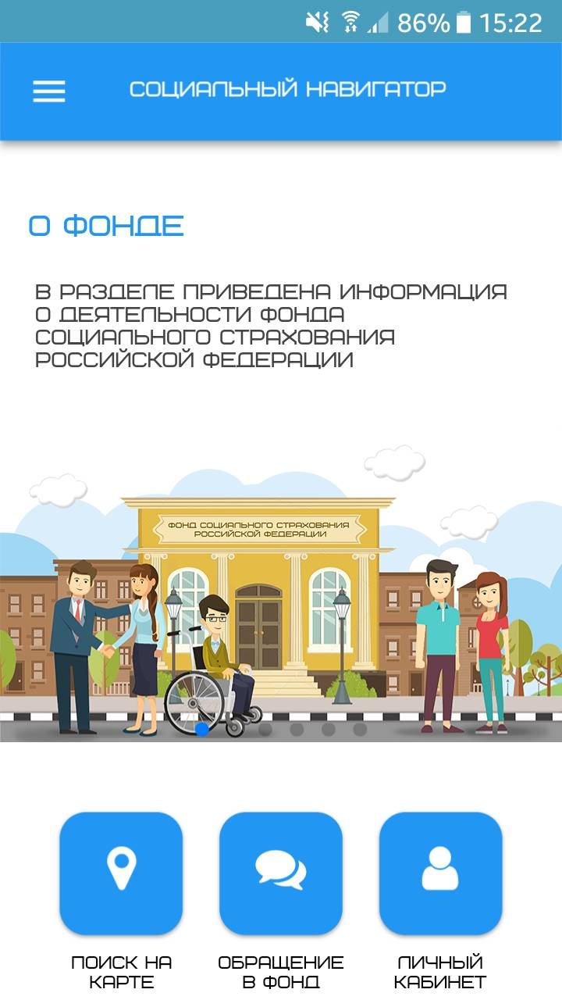 86% 15:22
СОЦИАЛЬНЫЙ НАВИГАТОР
О ФОНДЕ
В РАЗДЕЛЕ ПРИВЕДЕНА ИНФОРМАЦИЯ
О ДЕЯТЕЛЬНОСТИ ФОНДА
СОЦИАЛЬНОГО СТРАХОВАНИЯ
РОССИЙСКОЙ ФЕДЕРАЦИИ
ФОНД СОЦИАЛЬНОГО СТРАХОВАНИЯ
РОССИЙСКОЙ ФЕДЕРАЦИИ
ПОИСК НА
КАРТЕ
ОБРАЩЕНИЕ
В ФОНД
ЛИЧНЫЙ
КАБИНЕТ